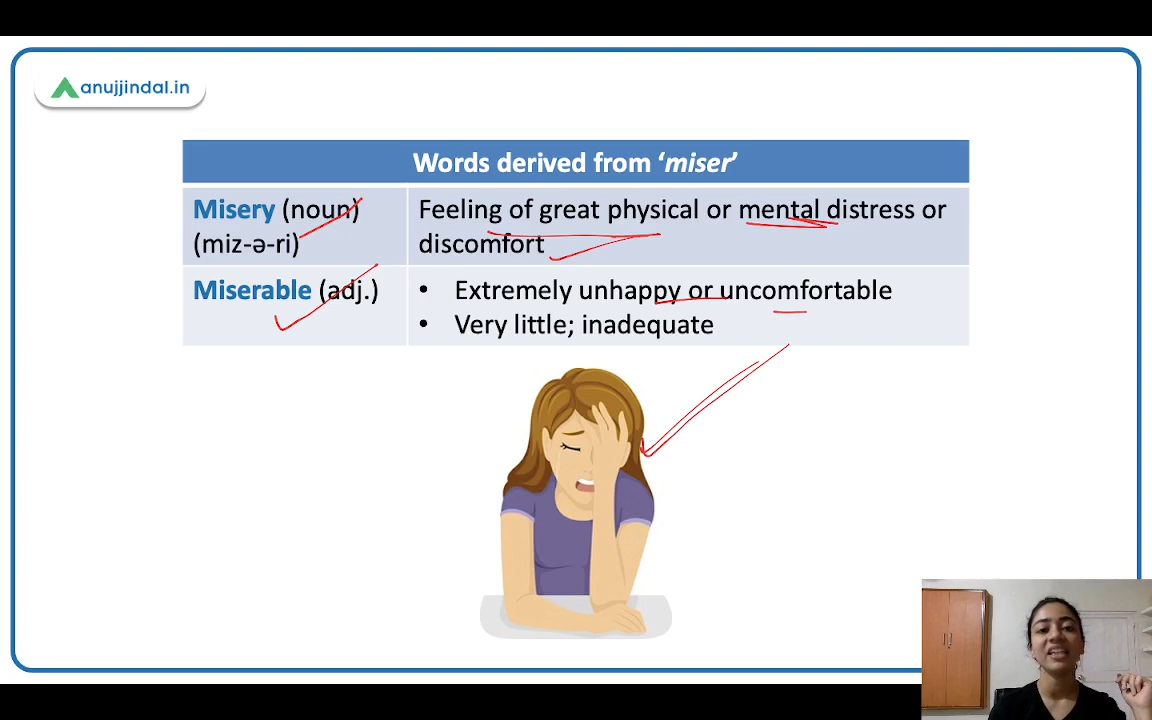 anujjindal.in
Words derived from ‘miser’
Misery (noun)
(miz-ə-ri)
Feeling of great physical or mental distress or
discomfort
Miserable (adj.)
• Extremely unhappy or uncomfortable
• Very little; inadequate